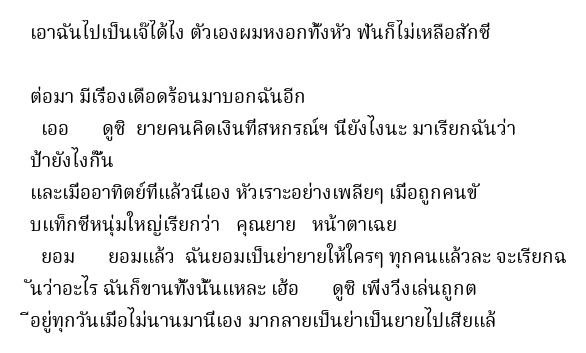 เอาฉันไปเป็นเจ๊ได้ไง ตัวเองผมหงอกทั้งหัว ฟันก็ไม่เหลือสักซี่
ต่อมา มีเรื่องเดือดร้อนมาบอกฉันอีก
เออ ดูซิ ยายคนคิดเงินที่สหกรณ์ฯ นี่ยังไงนะ มาเรียกฉันว่า
ป้ายังไงก็ัน
และเมื่ออาทิตย์ที่แล้วนี่เอง หัวเราะอย่างเพลียๆ เมื่อถูกคนขั
บแท็กซี่หนุ่มใหญ่เรียกว่า คุณยาย หน้าตาเฉย
ยอม ยอมแล้ว ฉันยอมเป็นย่ายายให้ใครๆ ทุกคนแล้วละ จะเรียกฉ
ันว่าอะไร ฉันก็ขานทั้งนั้นแหละ เฮ้อ ดูซิ เพิ่งวิ่งเล่นถูกต
ีอยู่ทุกวันเมื่อไม่นานมานี่เอง มากลายเป็นย่าเป็นยายไปเสียแล้